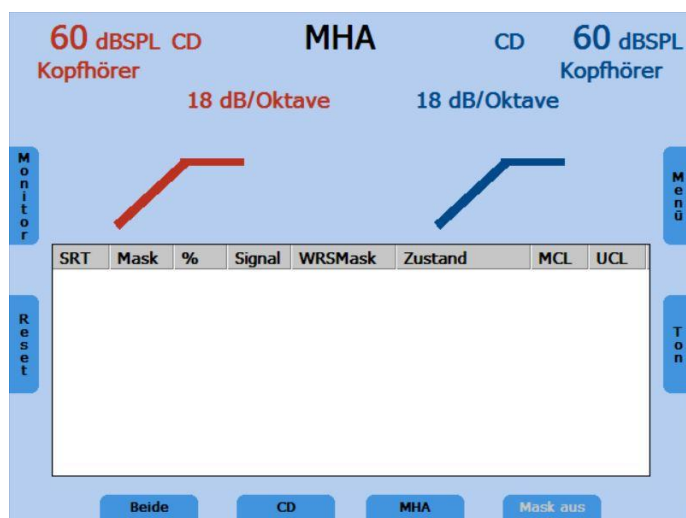 60 dBSPL CD MHA CD 60 dBSPL
Kopfhörer Kopfhörer
18 dB/Oktave 18 dB/Oktave
Monitor
Menü
SRT Mask % Signal WRSMask Zustand MCL UCL
Reset
Ton
Beide CD MHA Mask aus